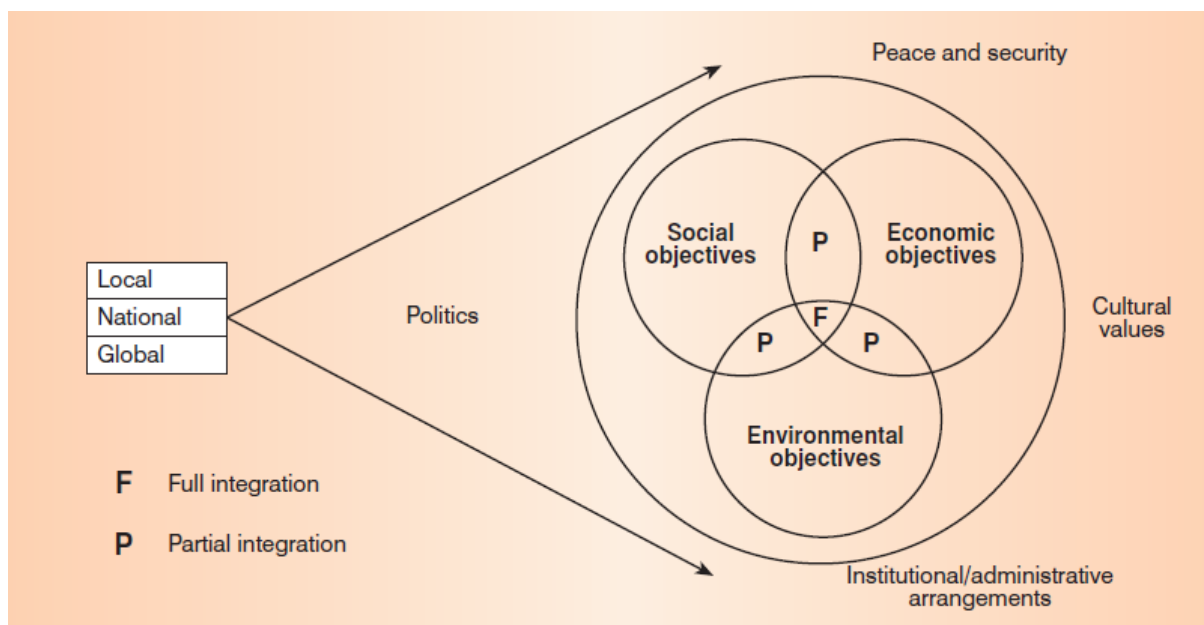 Peace and security
Social
objectives
P
Economic
objectives
Local
National
Global
Politics
F
P
P
Cultural
values
Environmental
objectives
F Full integration
P Partial integration
Institutional/administrative
arrangements